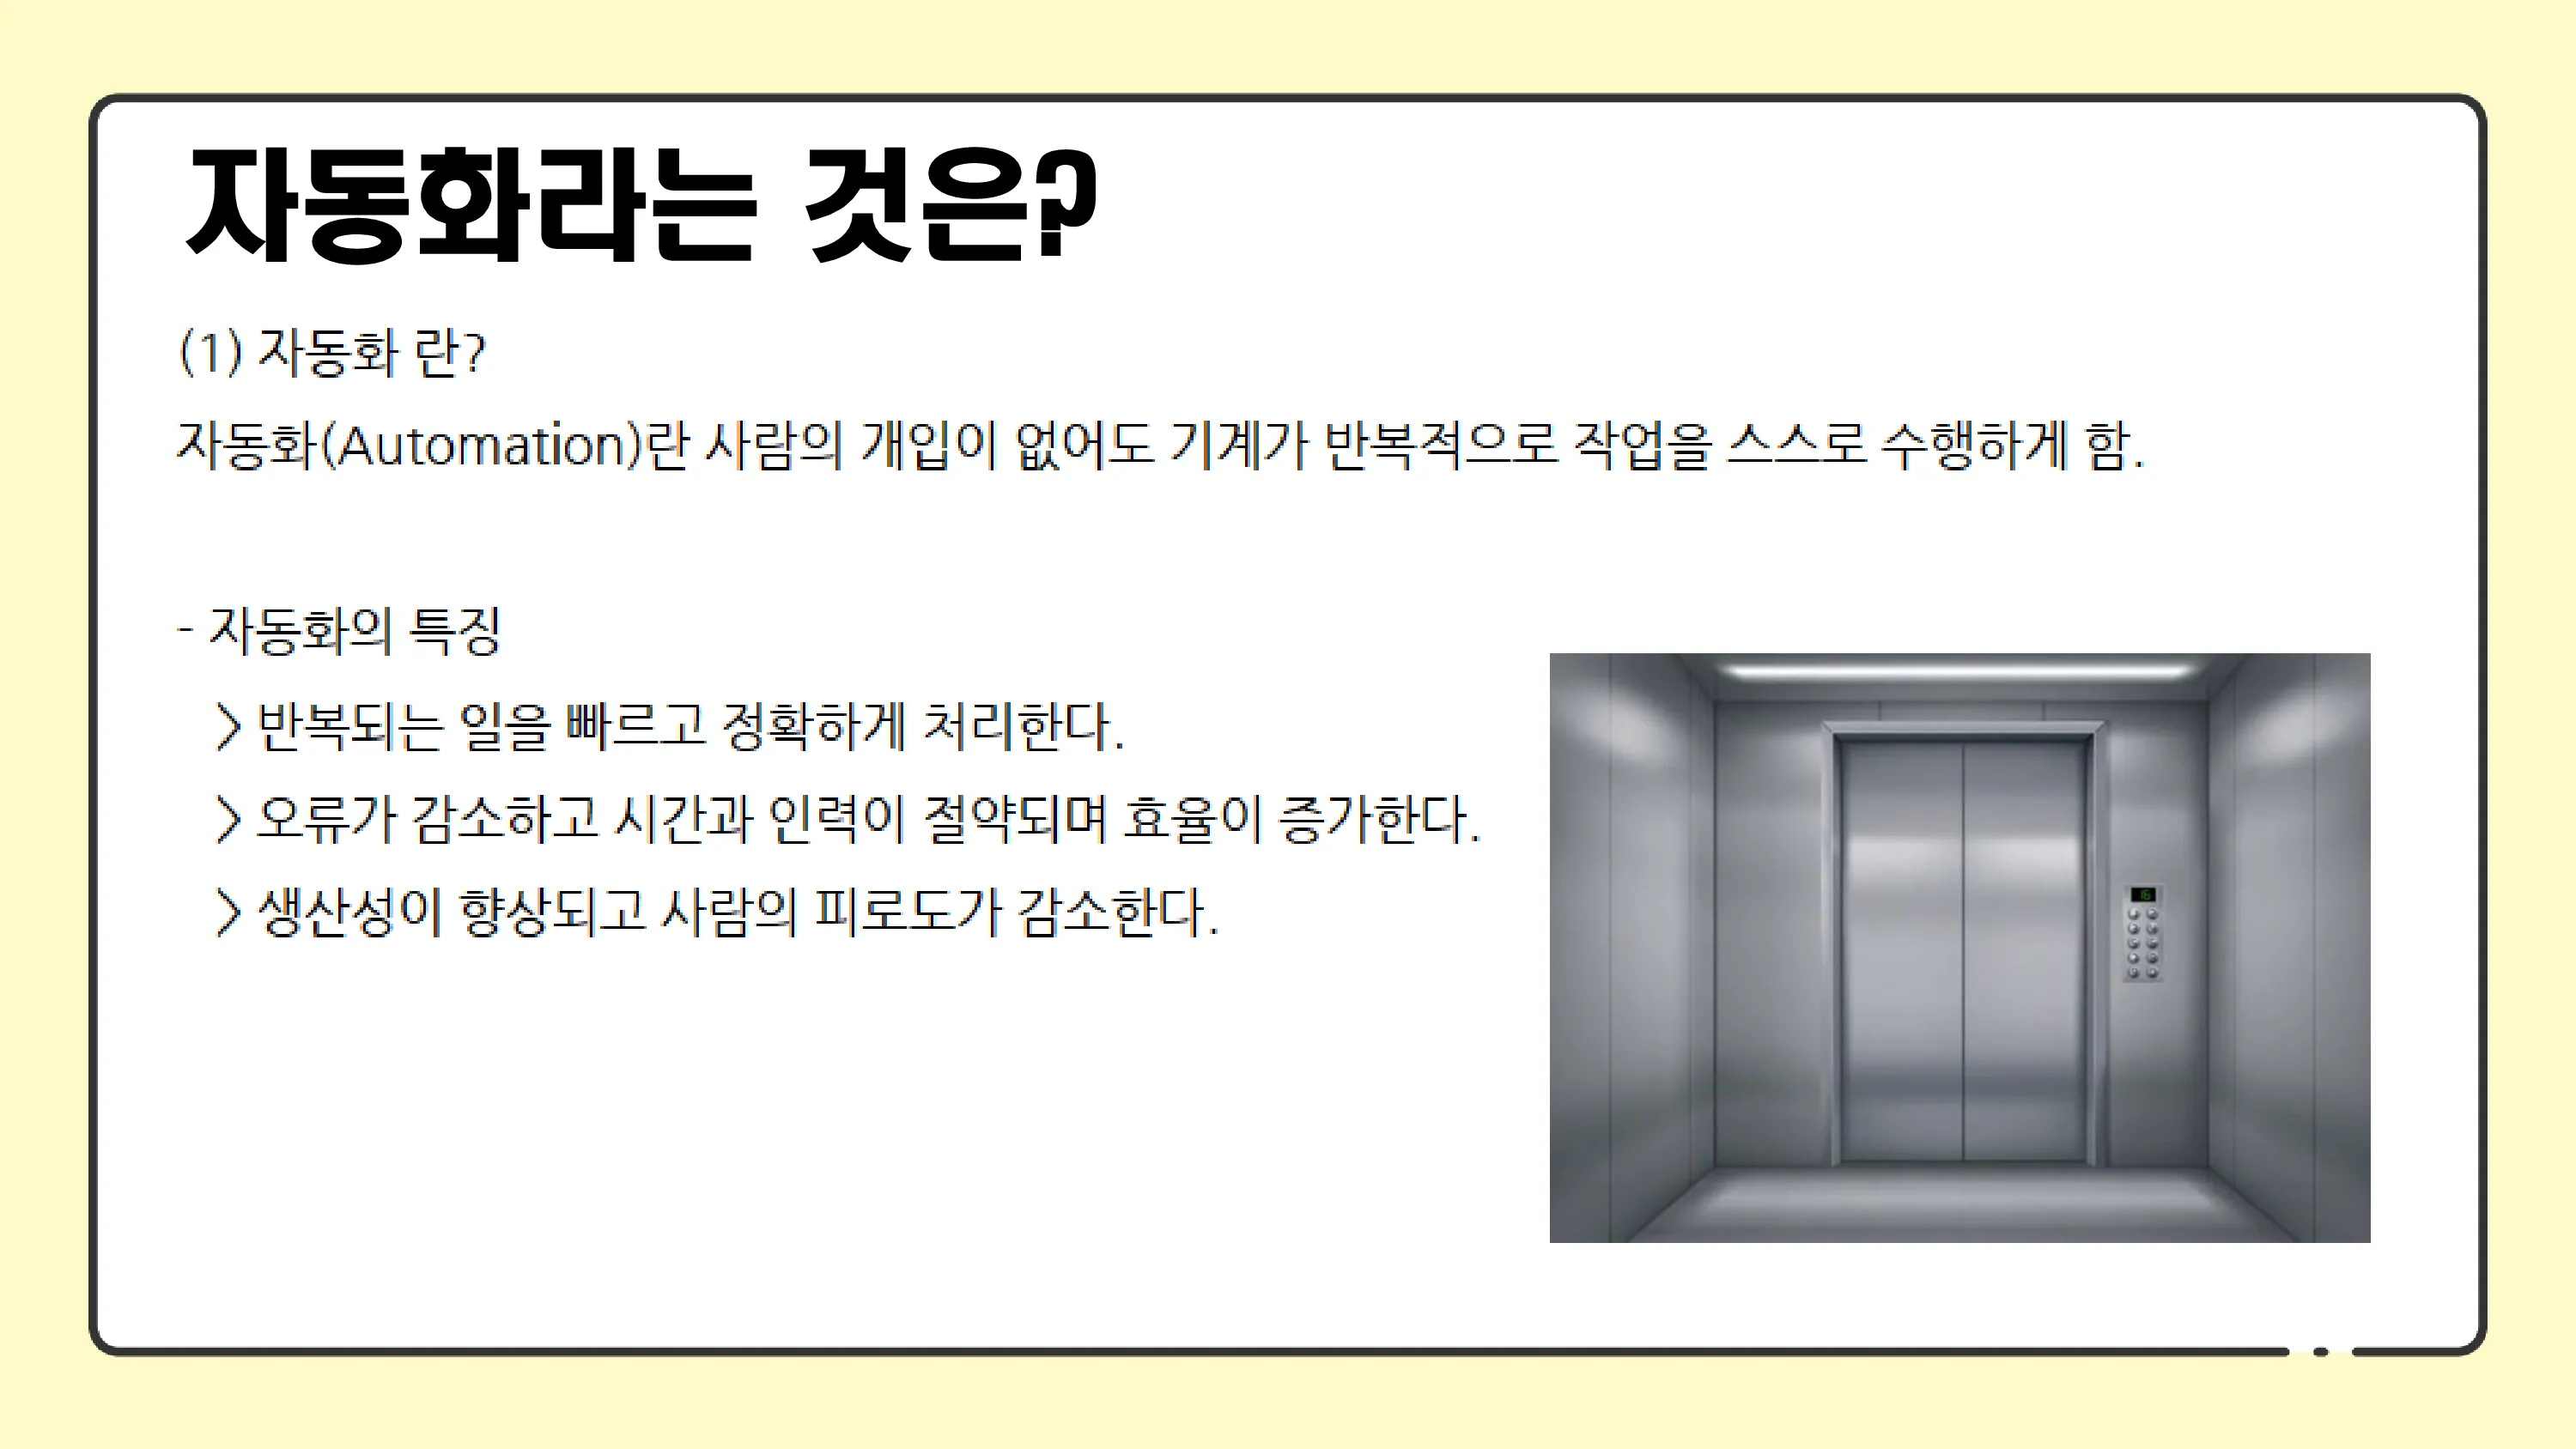 자동화라는 것은?
(1) 자동화 란?
자동화(Automation)란 사람의 개입이 없어도 기계가 반복적으로 작업을 스스로 수행하게 함.
- 자동화의 특징
> 반복되는 일을 빠르고 정확하게 처리한다.
> 오류가 감소하고 시간과 인력이 절약되며 효율이 증가한다.
> 생산성이 향상되고 사람의 피로도가 감소한다.
16